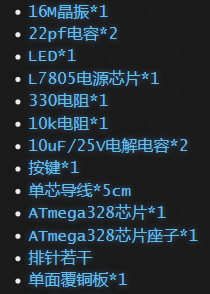 16M晶振*1
22pf电容*2
LED*1
L7805电源芯片*1
330电阻*1
10k电阻*1
10uF/25V电解电容*2
按键*1
单芯导线*5cm
ATmega328芯片*1
ATmega328芯片座子*1
排针若干
单面覆铜板*1